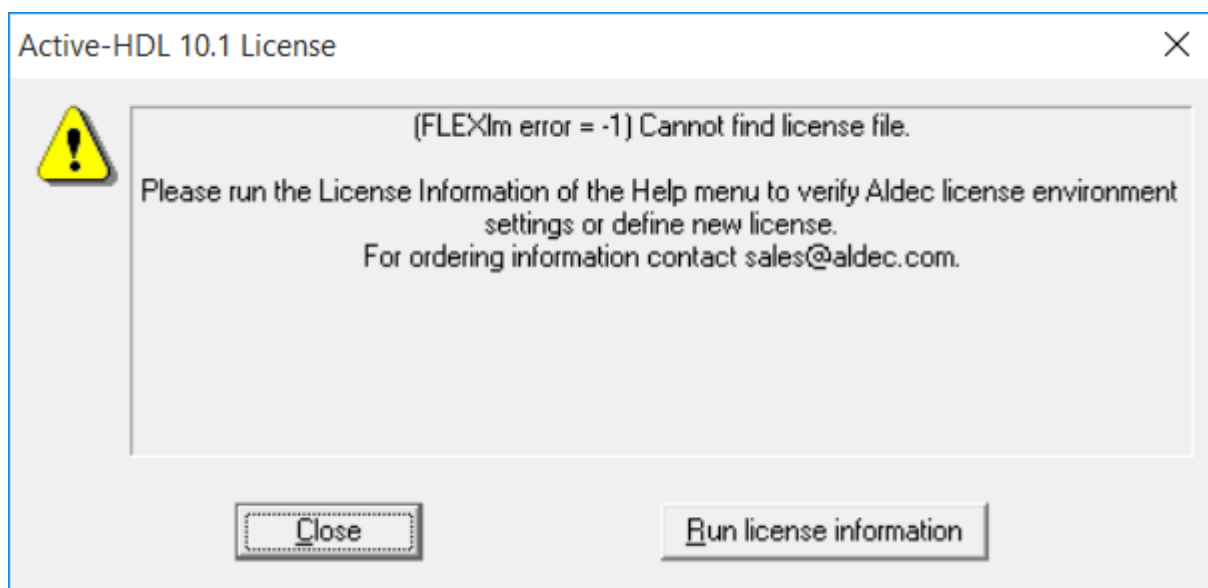 Active-HDL 10.1 License
(FLEXlm error = -1) Cannot find license file.
Please run the License Information of the Help menu to verify Aldec license environment
settings or define new license.
For ordering information contact sales@aldec.com.
Close
Run license information